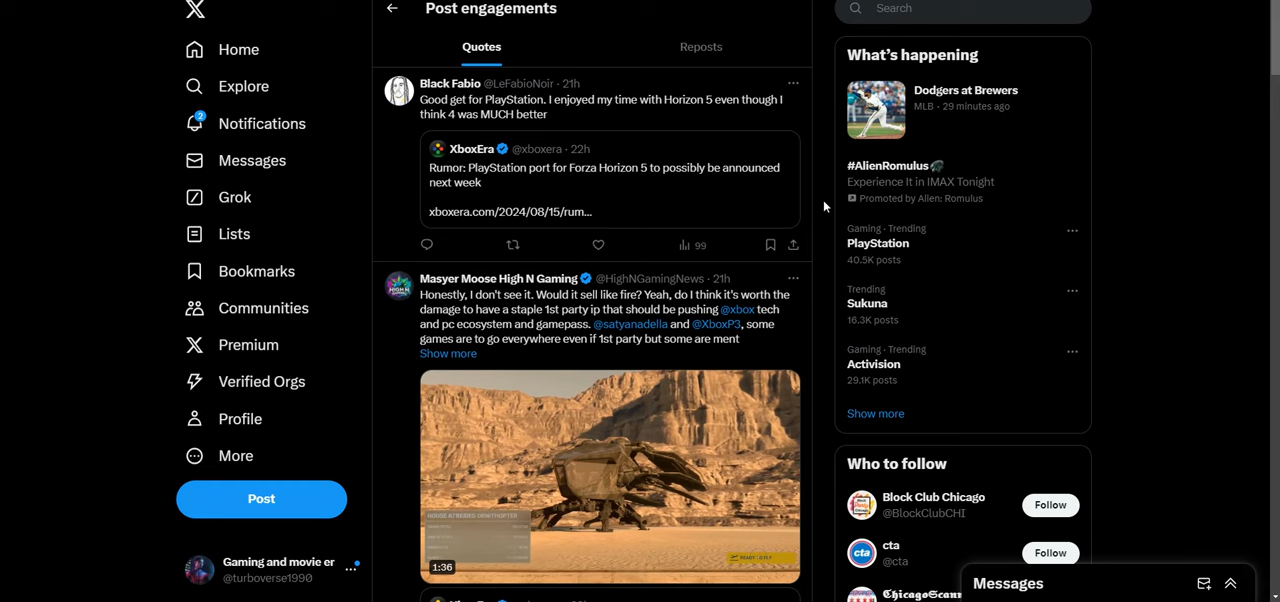 Post engagements
Search
Home
Explore
2
Notifications
Messages
Grok
Lists
Bookmarks
Communities
Premium
Verified Orgs
Profile
More
Post
Gaming and movie er
@turboverse1990
Quotes
Reposts
Black Fabio @LeFabioNoir · 21h
Good get for PlayStation. I enjoyed my time with Horizon 5 even though I
think 4 was MUCH better
XboxEra @xboxera · 22h
Rumor: PlayStation port for Forza Horizon 5 to possibly be announced
next week
xboxera.com/2024/08/15/rum...
99
Masyer Moose High N Gaming @HighNGamingNews · 21h
Honestly, I don't see it. Would it sell like fire? Yeah, do I think it's worth the
damage to have a staple 1st party ip that should be pushing @xbox tech
and pc ecosystem and gamepass. @satyanadella and @XboxP3, some
games are to go everywhere even if 1st party but some are ment
Show more
HOUSE ATREIDES ORNITHOPTER
1:36
What's happening
Dodgers at Brewers
MLB · 29 minutes ago
#AlienRomulus
Experience It in IMAX Tonight
Promoted by Alien: Romulus
Gaming · Trending
PlayStation
40.5K posts
Trending
Sukuna
16.3K posts
Gaming · Trending
Activision
29.1K posts
Show more
Who to follow
Block Club Chicago
@BlockClubCHI
Follow
cta
@cta
Follow
Messages